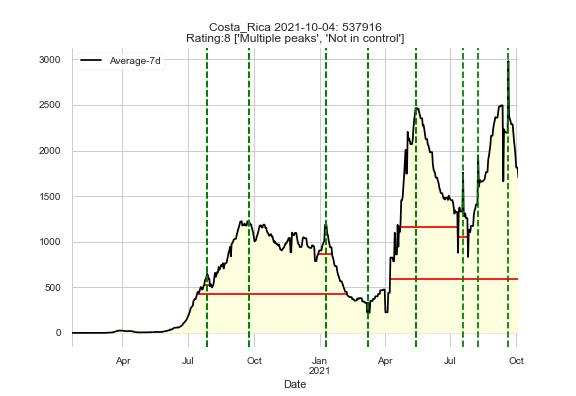 Costa_Rica 2021-10-04: 537916
Rating:8 ['Multiple peaks', 'Not in control']
Average-7d
3000
2500
2000
1500
1000
500
0
Apr Jul Oct Jan Apr Jul Oct
2021
Date